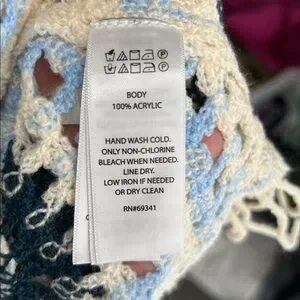 BODY
100% ACRYLIC
HAND WASH COLD.
ONLY NON-CHLORINE
BLEACH WHEN NEEDED.
LINE DRY.
LOW IRON IF NEEDED
OR DRY CLEAN
RN#69341